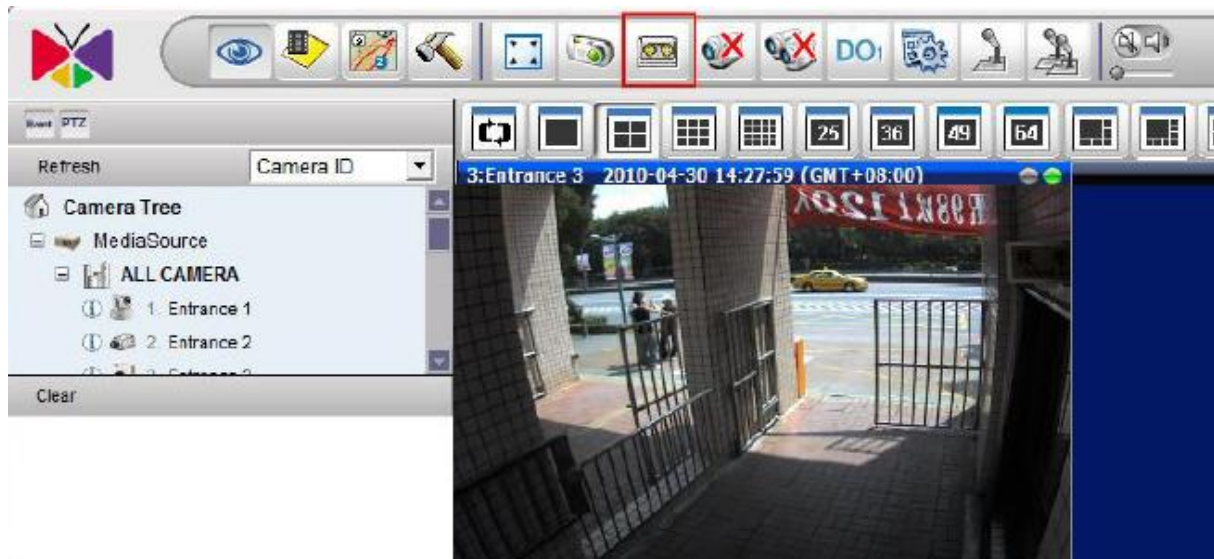 DO1
Event PTZ
25 36 49 64
Refresh Camera ID
3:Entrance 3 2010-04-30 14:27:59 (GMT+08:00)
Camera Tree
MediaSource
ALL CAMERA
1. Entrance 1
2. Entrance 2
Clear